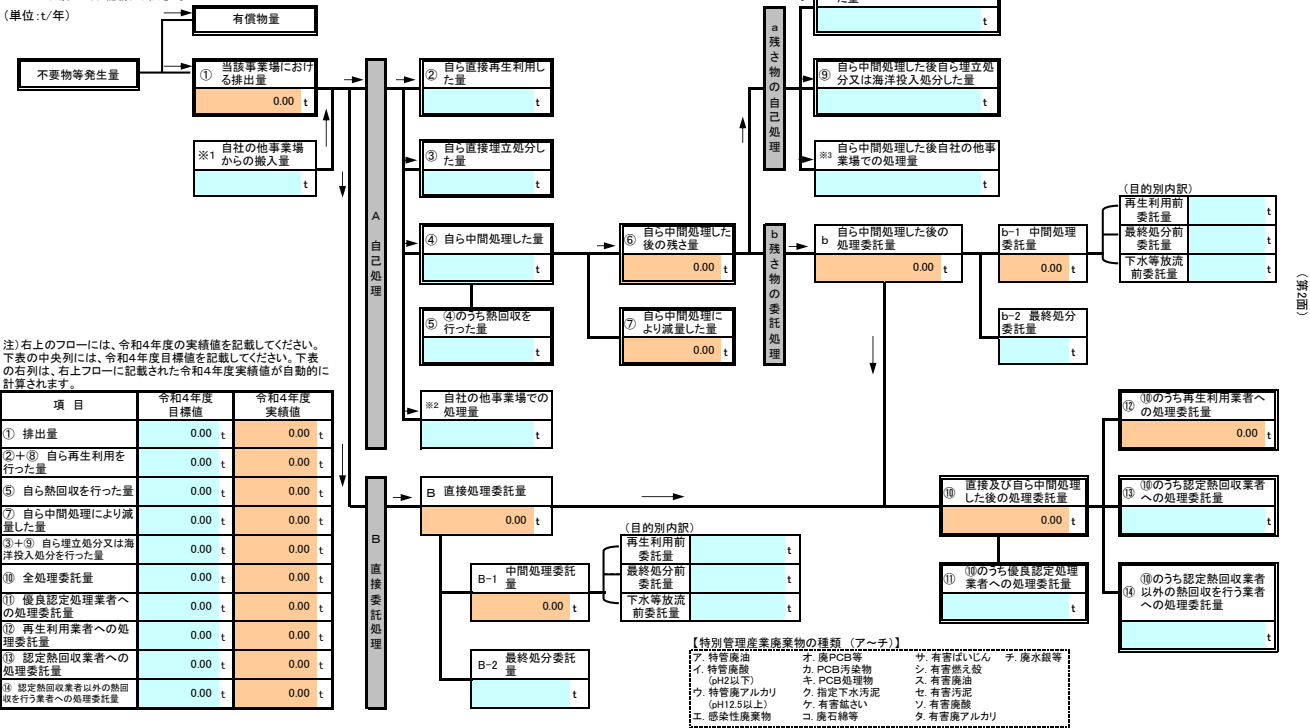 (単位:t/年)
有償物量
不要物等発生量
① 当該事業場におけ
る排出量
0.00 t
※1 自社の他事業場
からの搬入量
t
A 自己処理
② 自ら直接再生利用し
た量
t
③ 自ら直接埋立処分し
た量
t
④ 自ら中間処理した量
t
⑤ ④のうち熱回収を
行った量
t
※2 自社の他事業場での
処理量
t
⑥ 自ら中間処理した
後の残さ量
0.00 t
⑦ 自ら中間処理に
より減量した量
0.00 t
a 残さ物の自己処理
た量
t
⑨ 自ら中間処理した後自ら埋立処
分又は海洋投入処分した量
t
※3 自ら中間処理した後自社の他事
業場での処理量
t
b 残さ物の委託処理
b 自ら中間処理した後の
処理委託量
0.00 t
b-1 中間処理
委託量
0.00 t
(目的別内訳)
再生利用前
委託量
t
最終処分前
委託量
t
下水等放流
前委託量
t
b-2 最終処分
委託量
t
(第2面)
注)右上のフローには、令和4年度の実績値を記載してください。
下表の中央列には、令和4年度目標値を記載してください。下表
の右列は、右上フローに記載された令和4年度実績値が自動的に
計算されます。
項 目 令和4年度 目標値 令和4年度 実績値
① 排出量 0.00 t 0.00 t
②+⑧ 自ら再生利用を
行った量 0.00 t 0.00 t
⑤ 自ら熱回収を行った量 0.00 t 0.00 t
⑦ 自ら中間処理により減
量した量 0.00 t 0.00 t
③+⑨ 自ら埋立処分又は海
洋投入処分を行った量 0.00 t 0.00 t
⑩ 全処理委託量 0.00 t 0.00 t
⑪ 優良認定処理業者へ
の処理委託量 0.00 t 0.00 t
⑫ 再生利用業者への処
理委託量 0.00 t 0.00 t
⑬ 認定熱回収業者への
処理委託量 0.00 t 0.00 t
⑭ 認定熱回収業者以外の熱回
収を行う業者への処理委託量 0.00 t 0.00 t
B 直接委託処理
B 直接処理委託量
0.00 t
B-1 中間処理委託
量
0.00 t
(目的別内訳)
再生利用前
委託量
t
最終処分前
委託量
t
下水等放流
前委託量
t
B-2 最終処分委託
量
t
⑩ 直接及び自ら中間処理
した後の処理委託量
0.00 t
⑪ ⑩のうち優良認定処理
業者への処理委託量
t
⑫ ⑩のうち再生利用業者へ
の処理委託量
0.00 t
⑬ ⑩のうち認定熱回収業者
への処理委託量
t
⑭ ⑩のうち認定熱回収業者
以外の熱回収を行う業者
への処理委託量
t
【特別管理産業廃棄物の種類 (ア~チ)】
ア. 特管廃油 オ. 廃PCB等 サ. 有害ばいじん チ. 廃水銀等
イ. 特管廃酸 カ. PCB汚染物 シ. 有害燃え殻
(pH2以下) キ. PCB処理物 ス. 有害廃油
ウ. 特管廃アルカリ ク. 指定下水汚泥 セ. 有害汚泥
(pH12.5以上) ケ. 有害鉱さい ソ. 有害廃酸
エ. 感染性廃棄物 コ. 廃石綿等 タ. 有害廃アルカリ